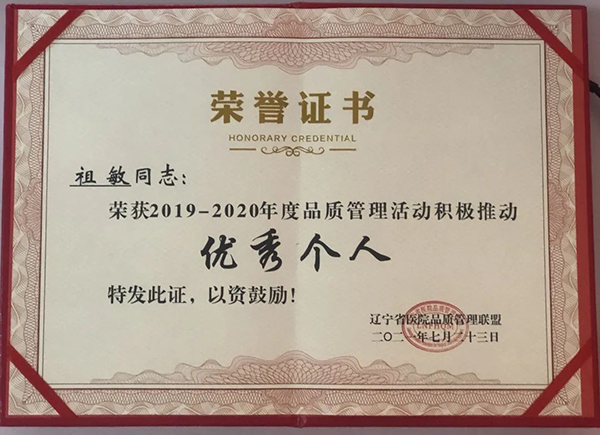 荣誉证书
HONORARY CREDENTIAL
祖敏同志：
荣获2019-2020年度品质管理活动积极推动
优秀个人
特发此证，以资鼓励！
辽宁省医院品质管理联盟
LNPHQM
二〇二一年七月二十三日